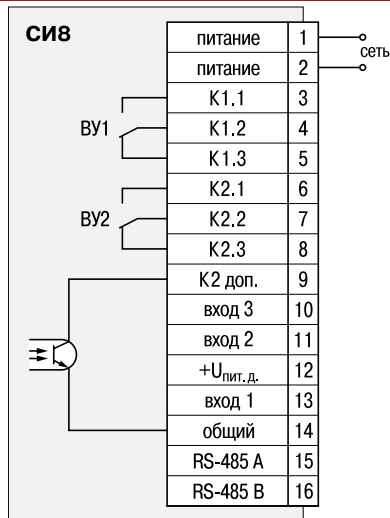 СИ8
питание 1
питание 2
сеть
К1.1 3
ВУ1
К1.2 4
К1.3 5
К2.1 6
ВУ2
К2.2 7
К2.3 8
К2 доп. 9
вход 3 10
вход 2 11
+Uпит. д. 12
вход 1 13
общий 14
RS-485 A 15
RS-485 B 16